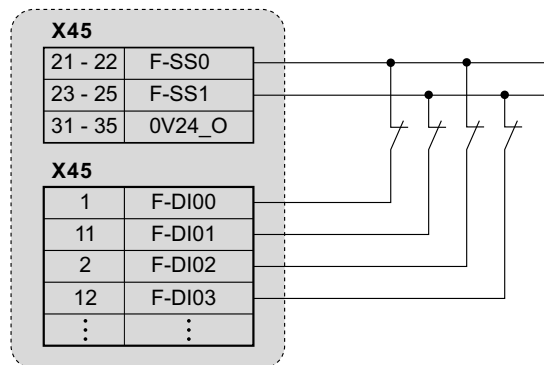 X45
21 - 22 F-SS0
23 - 25 F-SS1
31 - 35 0V24_O
X45
1 F-DI00
11 F-DI01
2 F-DI02
12 F-DI03
⋮ ⋮